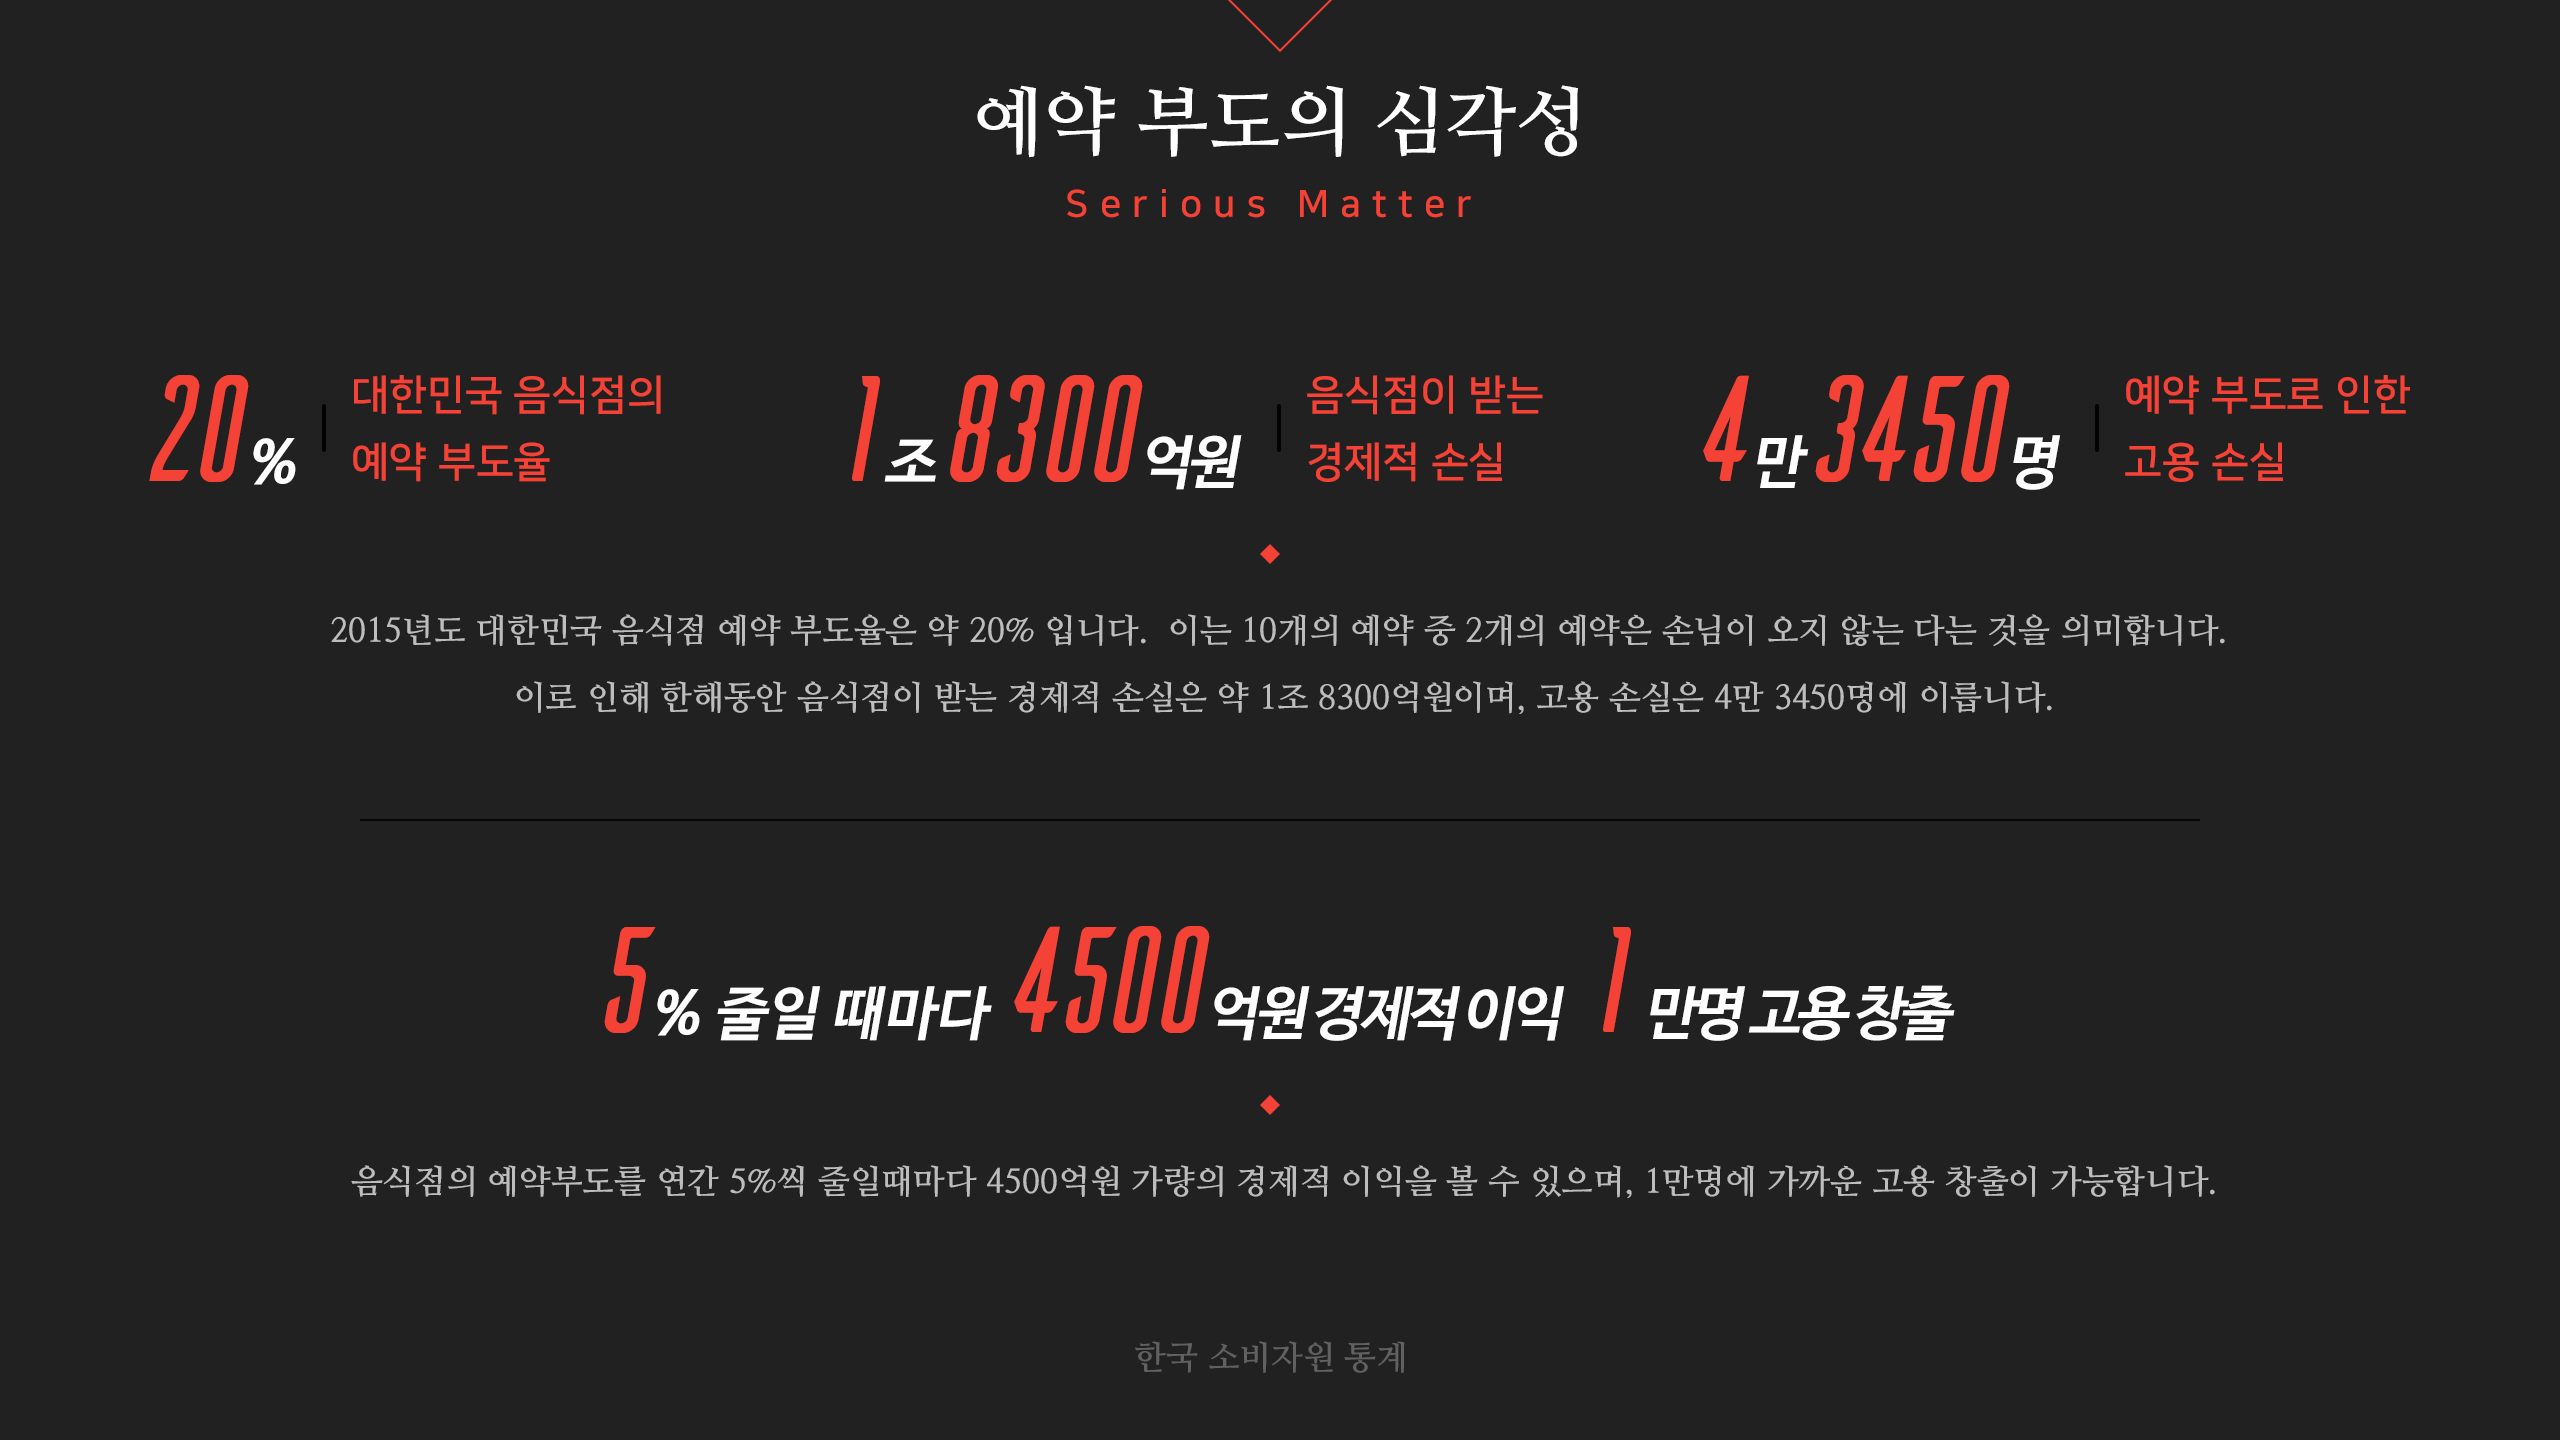 예약 부도의 심각성
Serious Matter
20% 대한민국 음식점의
예약 부도율
1조 8300억원 음식점이 받는
경제적 손실
4만 3450명 예약 부도로 인한
고용 손실
2015년도 대한민국 음식점 예약 부도율은 약 20% 입니다. 이는 10개의 예약 중 2개의 예약은 손님이 오지 않는 다는 것을 의미합니다.
이로 인해 한해동안 음식점이 받는 경제적 손실은 약 1조 8300억원이며, 고용 손실은 4만 3450명에 이릅니다.
5% 줄일 때마다 4500억원 경제적 이익 1만명 고용 창출
음식점의 예약부도를 연간 5%씩 줄일때마다 4500억원 가량의 경제적 이익을 볼 수 있으며, 1만명에 가까운 고용 창출이 가능합니다.
한국 소비자원 통계